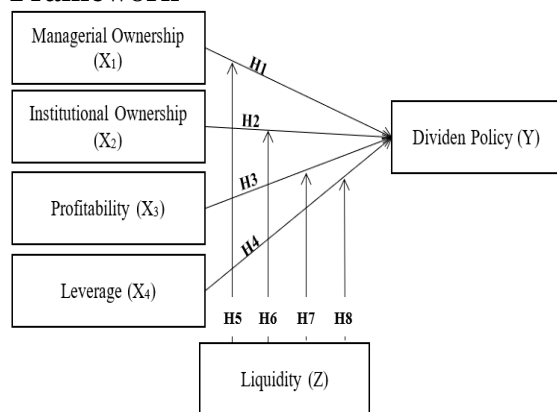 Framework
Managerial Ownership
(X₁)
H1
Institutional Ownership
(X₂)
H2
Dividen Policy (Y)
Profitability (X₃)
H3
H4
Leverage (X₄)
H5 H6 H7 H8
Liquidity (Z)